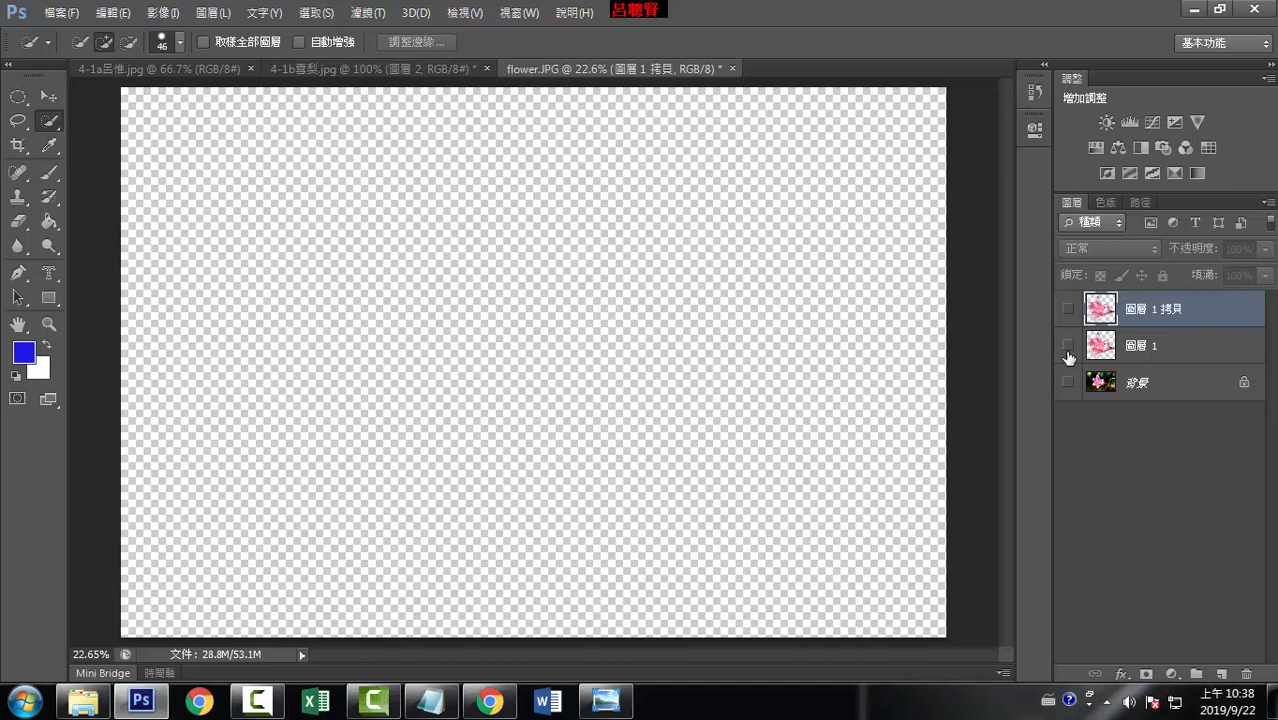 Ps 檔案(F) 編輯(E) 影像(I) 圖層(L) 文字(Y) 選取(S) 濾鏡(T) 3D(D) 檢視(V) 視窗(W) 說明(H) 呂聰賢
46 取樣全部圖層 自動增強 調整邊緣... 基本功能
4-1a呂惟.jpg @ 66.7% (RGB/8#) × 4-1b雪梨.jpg @ 100% (圖層 2, RGB/8#) * × flower.JPG @ 22.6% (圖層 1 拷貝, RGB/8) * ×
調整
增加調整
圖層 色版 路徑
種類
正常 不透明度: 100%
鎖定: 填滿: 100%
圖層 1 拷貝
圖層 1
背景
22.65% 文件: 28.8M/53.1M
Mini Bridge 時間軸
fx
Ps
上午 10:38
2019/9/22